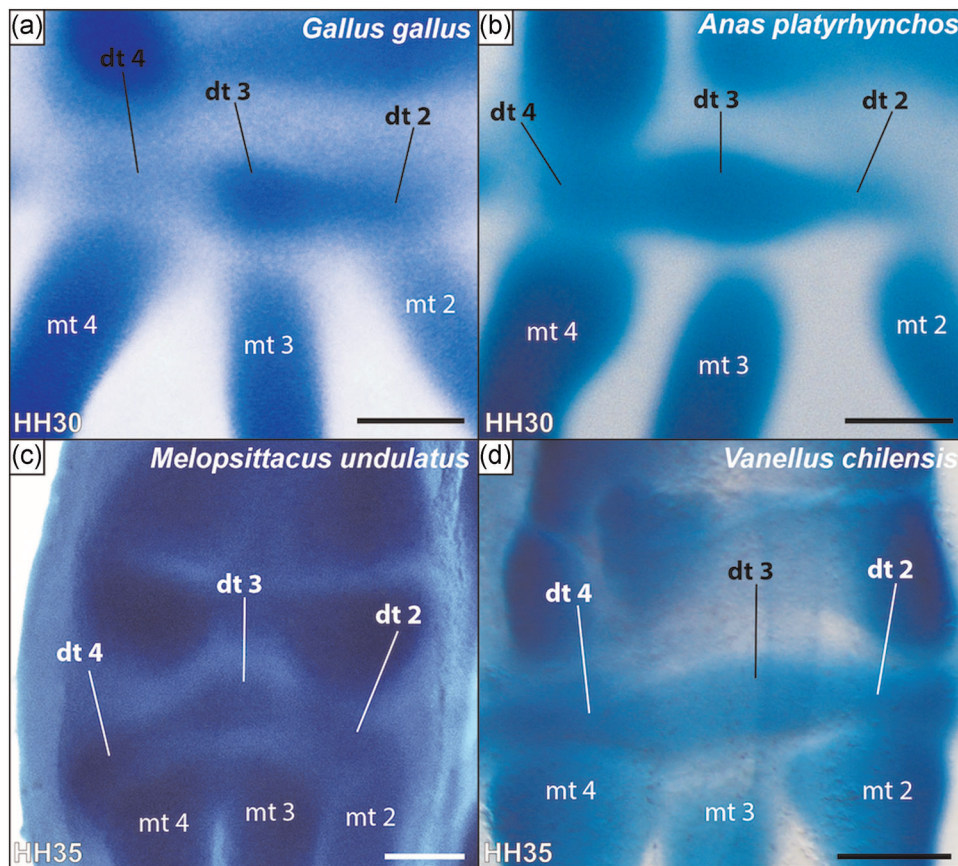 (a)
Gallus gallus
dt 4
dt 3
dt 2
mt 4
mt 3
mt 2
HH30
(b)
Anas platyrhynchos
dt 4
dt 3
dt 2
mt 4
mt 3
mt 2
HH30
(c)
Melopsittacus undulatus
dt 3
dt 2
dt 4
mt 4
mt 3
mt 2
HH35
(d)
Vanellus chilensis
dt 4
dt 3
dt 2
mt 4
mt 3
mt 2
HH35